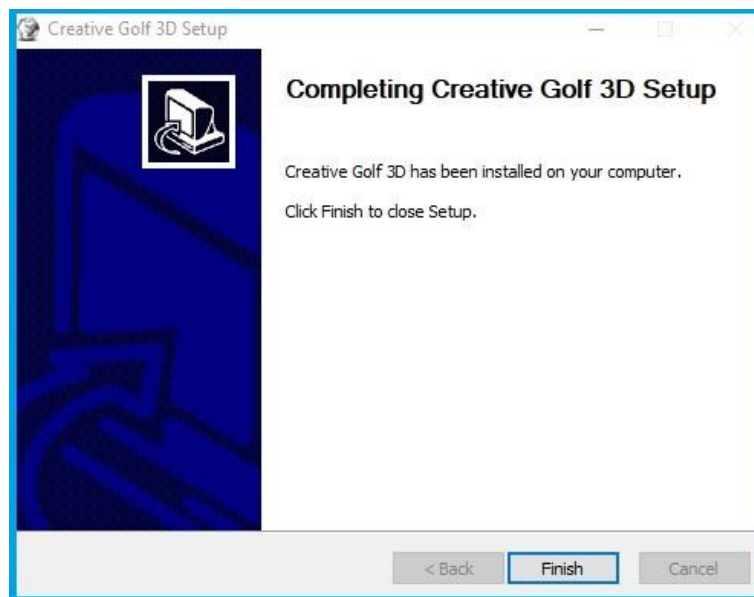 Creative Golf 3D Setup
Completing Creative Golf 3D Setup
Creative Golf 3D has been installed on your computer.
Click Finish to close Setup.
< Back Finish Cancel